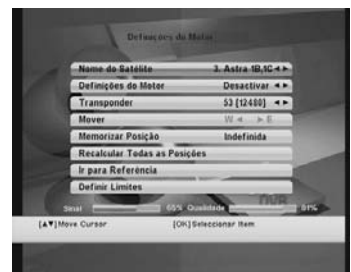 Definições do Motor
Nome do Satélite 3. Astra 1B,1C
Definições do Motor Desactivar
Transponder 53 [12480]
Mover W E
Memorizar Posição Indefinida
Recalcular Todas as Posições
Ir para Referência
Definir Limites
Sinal 65% Qualidade 81%
[▲▼]Move Cursor [OK]Seleccionar Item